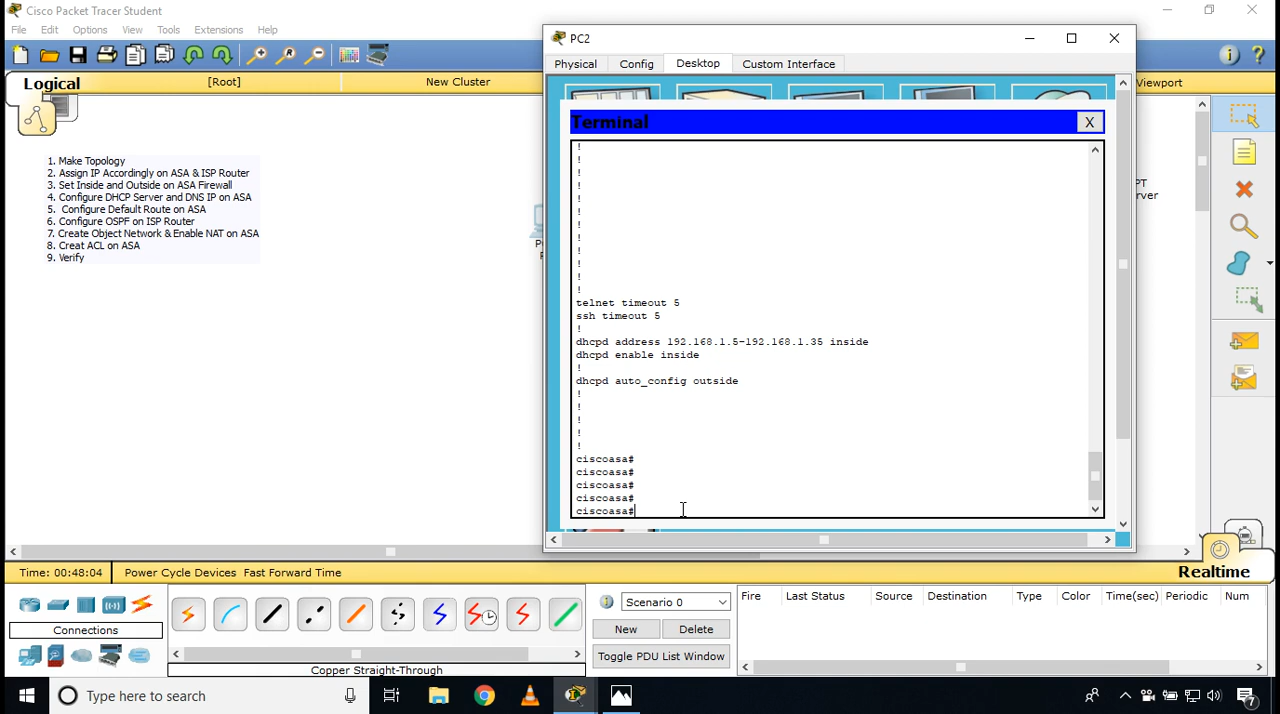 Cisco Packet Tracer Student
File Edit Options View Tools Extensions Help
Logical [Root] New Cluster Viewport
1. Make Topology
2. Assign IP Accordingly on ASA & ISP Router
3. Set Inside and Outside on ASA Firewall
4. Configure DHCP Server and DNS IP on ASA
5. Configure Default Route on ASA
6. Configure OSPF on ISP Router
7. Create Object Network & Enable NAT on ASA
8. Creat ACL on ASA
9. Verify
PT
rver
PC2
Physical Config Desktop Custom Interface
Terminal X
!
!
!
!
!
!
!
!
!
!
!
!
telnet timeout 5
ssh timeout 5
!
dhcpd address 192.168.1.5-192.168.1.35 inside
dhcpd enable inside
!
dhcpd auto_config outside
!
!
!
!
!
ciscoasa#
ciscoasa#
ciscoasa#
ciscoasa#
ciscoasa#
Time: 00:48:04 Power Cycle Devices Fast Forward Time Realtime
Connections
Copper Straight-Through
Scenario 0
New Delete
Toggle PDU List Window
Fire Last Status Source Destination Type Color Time(sec) Periodic Num
Type here to search
7